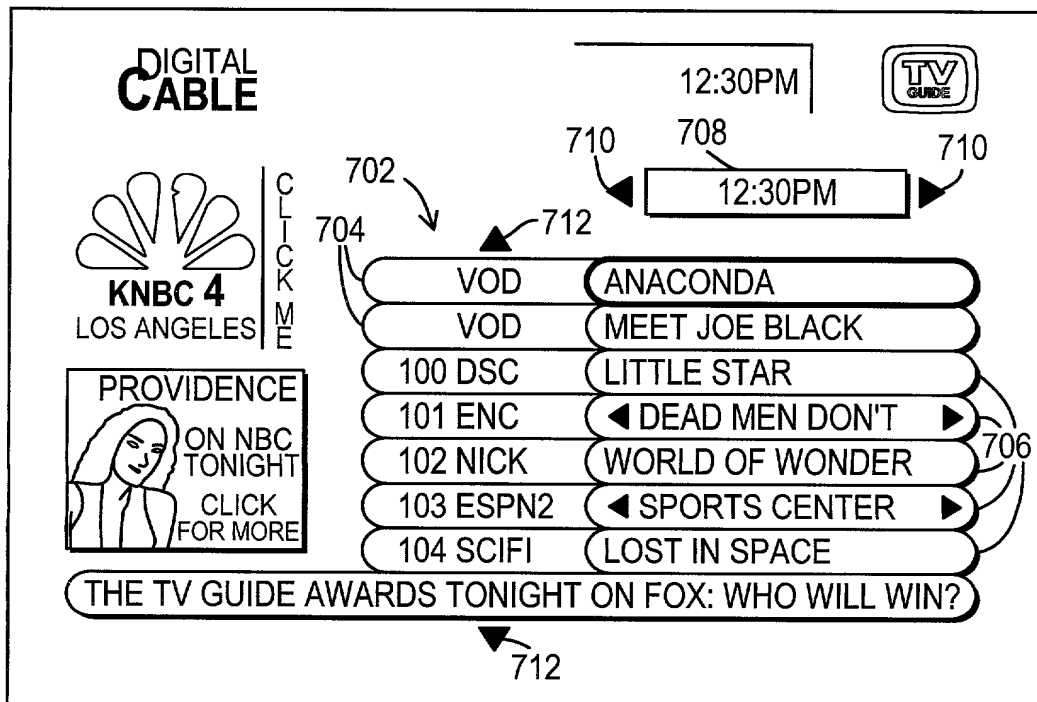 DIGITAL
CABLE
12:30PM
TV
GUIDE
710
708
710
12:30PM
702
712
704
CLICK ME
KNBC 4
LOS ANGELES
VOD ANACONDA
VOD MEET JOE BLACK
100 DSC LITTLE STAR
101 ENC DEAD MEN DON'T
102 NICK WORLD OF WONDER
103 ESPN2 SPORTS CENTER
104 SCIFI LOST IN SPACE
706
PROVIDENCE
ON NBC
TONIGHT
CLICK
FOR MORE
THE TV GUIDE AWARDS TONIGHT ON FOX: WHO WILL WIN?
712